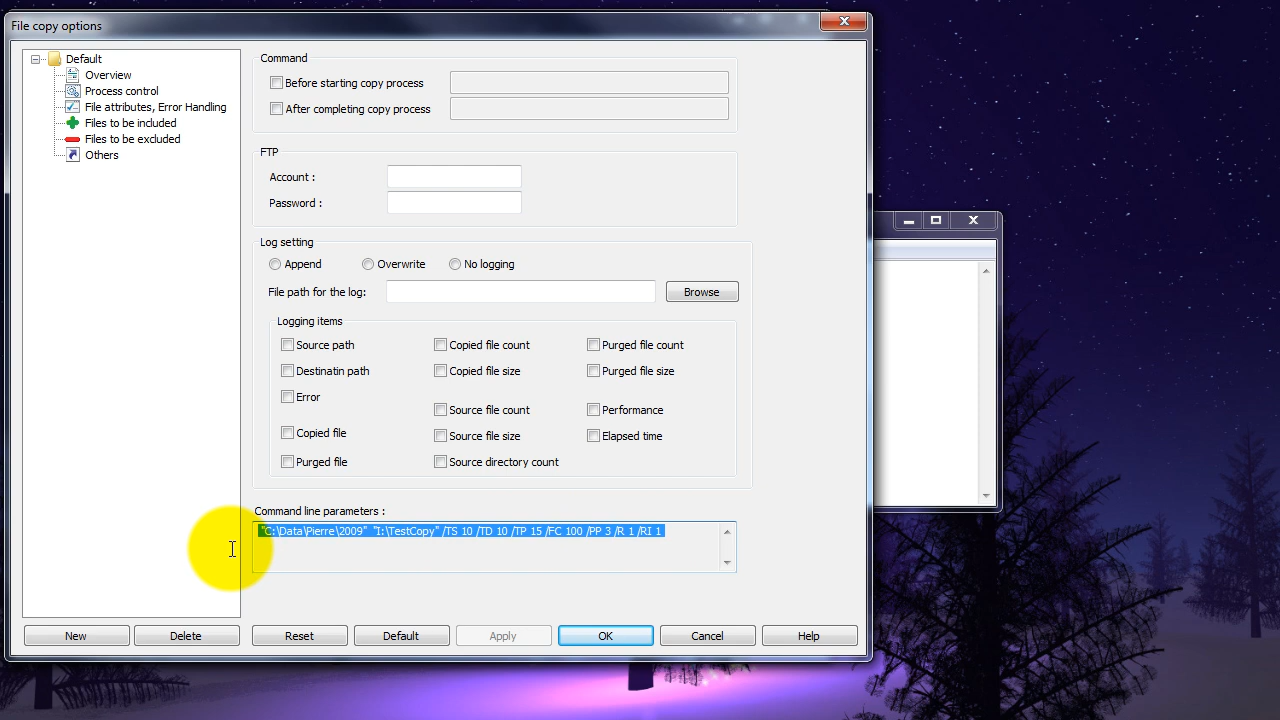 File copy options
Default
Overview
Process control
File attributes, Error Handling
Files to be included
Files to be excluded
Others
Command
Before starting copy process
After completing copy process
FTP
Account :
Password :
Log setting
Append Overwrite No logging
File path for the log: Browse
Logging items
Source path Copied file count Purged file count
Destinatin path Copied file size Purged file size
Error
Source file count Performance
Copied file Source file size Elapsed time
Purged file Source directory count
Command line parameters :
"C:\Data\Pierre\2009" "I:\TestCopy" /TS 10 /TD 10 /TP 15 /FC 100 /PP 3 /R 1 /RI 1
New Delete Reset Default Apply OK Cancel Help